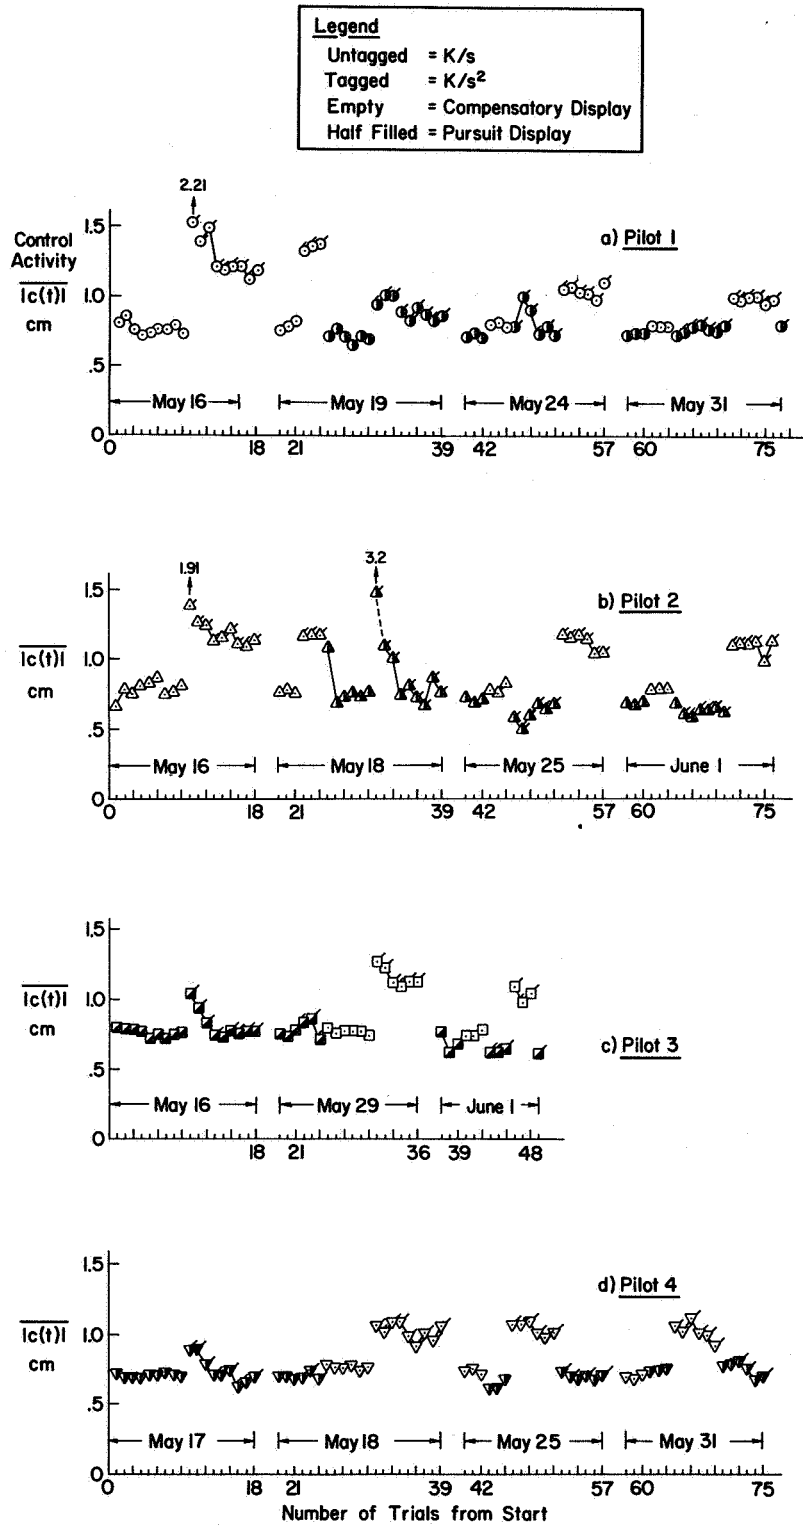 Legend
Untagged = K/s
Tagged = K/s²
Empty = Compensatory Display
Half Filled = Pursuit Display
2.21
1.5
Control
Activity
a) Pilot 1
|c(t)|
1.0
cm
.5
May 16
May 19
May 24
May 31
0
0 18 21 39 42 57 60 75
1.91
3.2
1.5
b) Pilot 2
|c(t)|
1.0
cm
.5
May 16
May 18
May 25
June 1
0
0 18 21 39 42 57 60 75
1.5
|c(t)|
1.0
cm
c) Pilot 3
.5
May 16
May 29
June 1
0
18 21 36 39 48
1.5
d) Pilot 4
|c(t)|
1.0
cm
.5
May 17
May 18
May 25
May 31
0
0 18 21 39 42 57 60 75
Number of Trials from Start